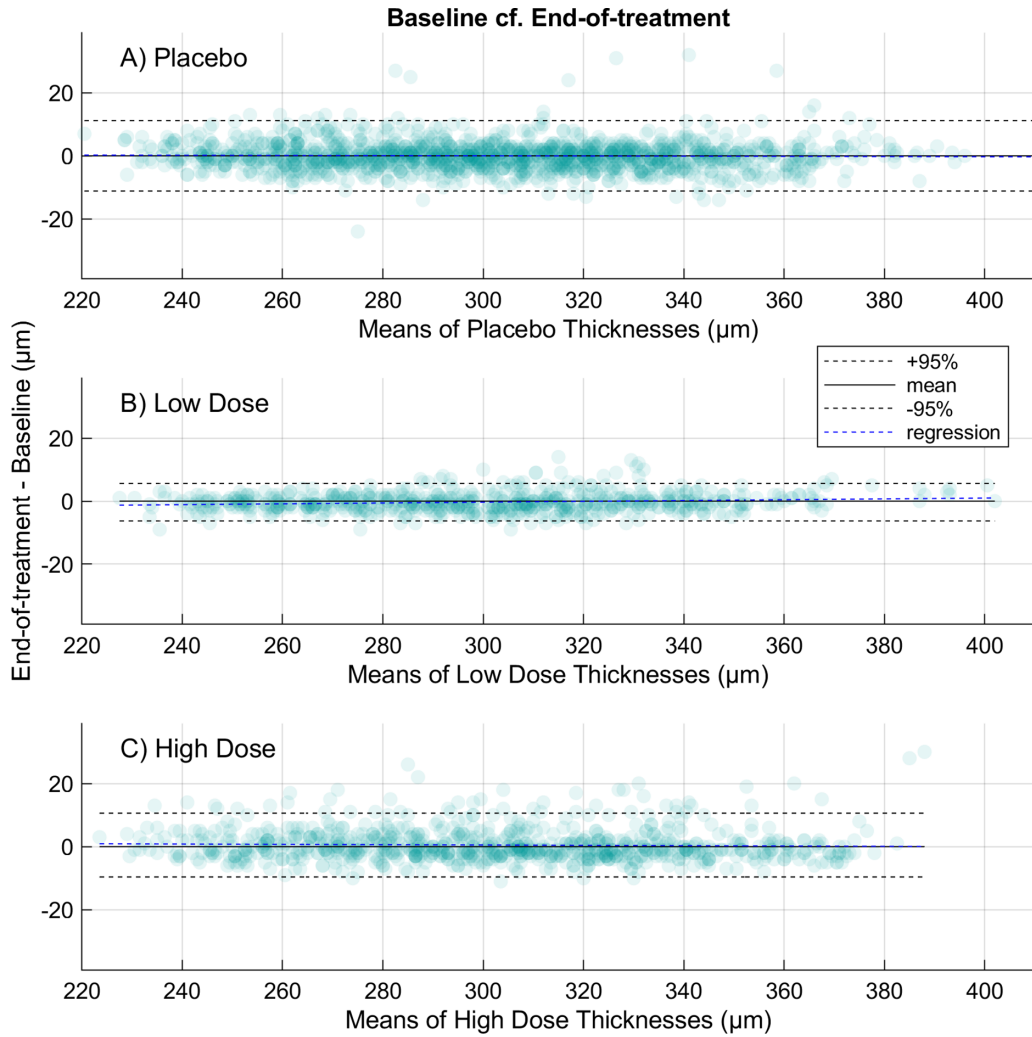 Baseline cf. End-of-treatment
A) Placebo
20
0
-20
220 240 260 280 300 320 340 360 380 400
Means of Placebo Thicknesses (µm)
End-of-treatment - Baseline (µm)
+95%
mean
-95%
regression
B) Low Dose
20
0
-20
220 240 260 280 300 320 340 360 380 400
Means of Low Dose Thicknesses (µm)
C) High Dose
20
0
-20
220 240 260 280 300 320 340 360 380 400
Means of High Dose Thicknesses (µm)